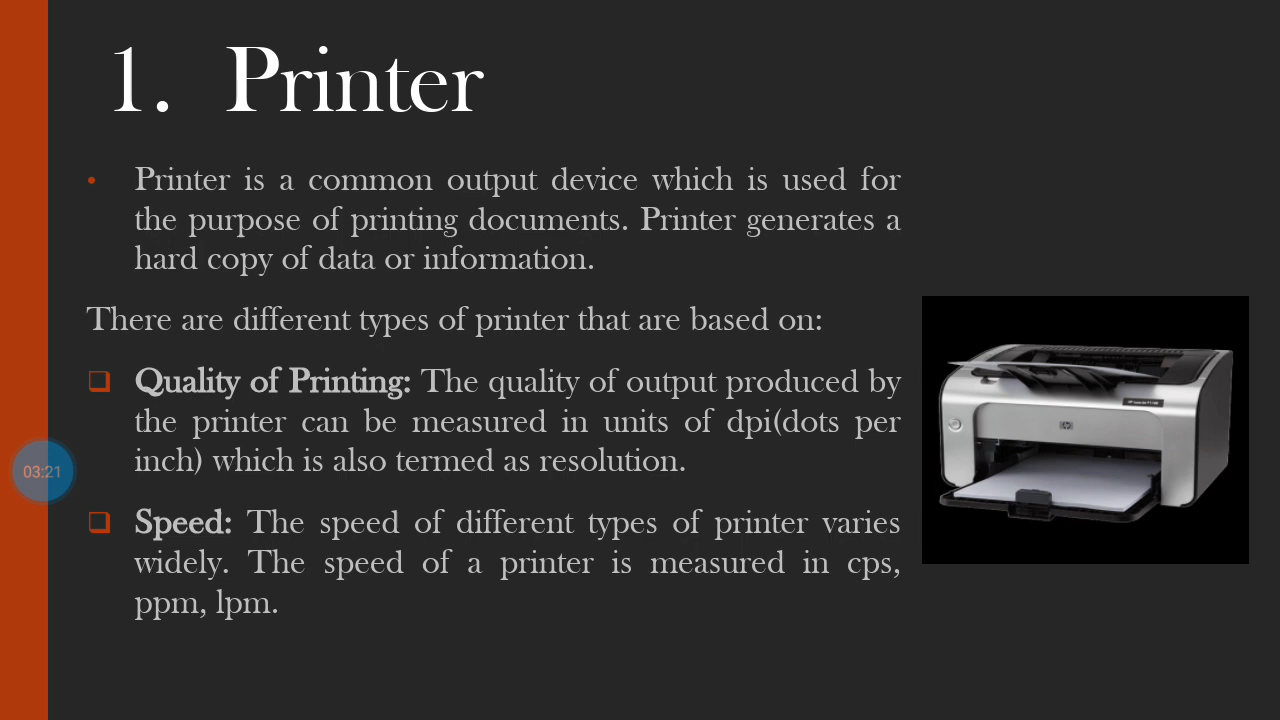 1. Printer
• Printer is a common output device which is used for
the purpose of printing documents. Printer generates a
hard copy of data or information.
There are different types of printer that are based on:
❑ Quality of Printing: The quality of output produced by
the printer can be measured in units of dpi(dots per
inch) which is also termed as resolution.
❑ Speed: The speed of different types of printer varies
widely. The speed of a printer is measured in cps,
ppm, lpm.
03:21
hp